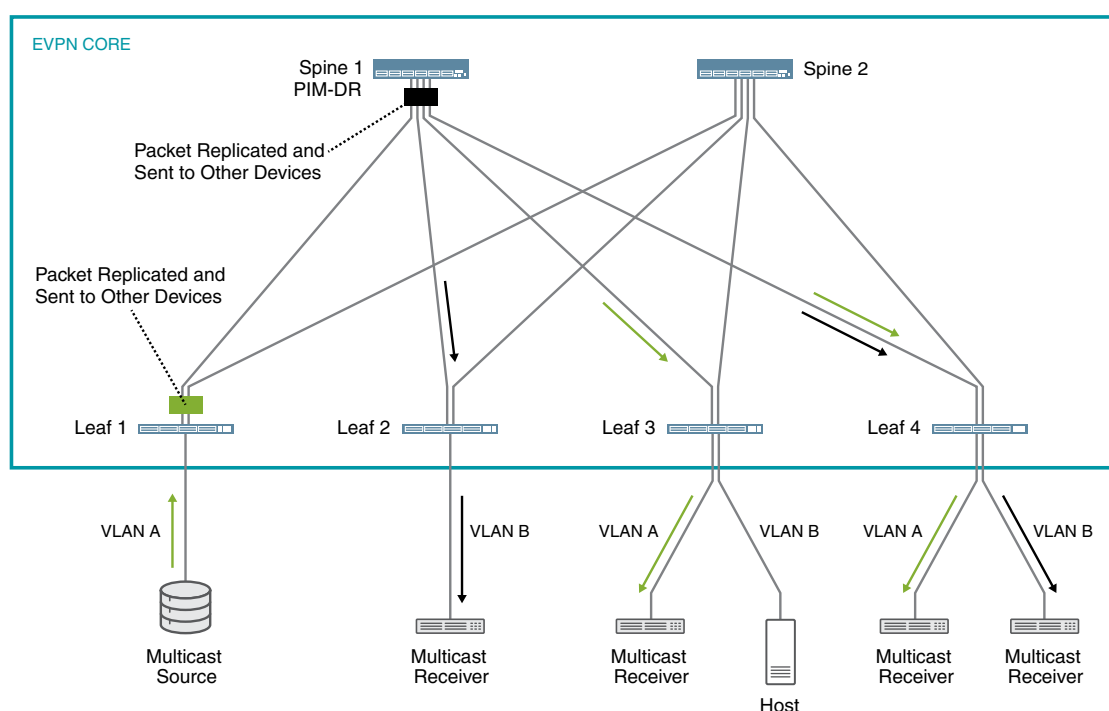 EVPN CORE
Spine 1
PIM-DR
Spine 2
Packet Replicated and
Sent to Other Devices
Packet Replicated and
Sent to Other Devices
Leaf 1
Leaf 2
Leaf 3
Leaf 4
VLAN A
VLAN B
VLAN A
VLAN B
VLAN A
VLAN B
Multicast
Source
Multicast
Receiver
Multicast
Receiver
Host
Multicast
Receiver
Multicast
Receiver